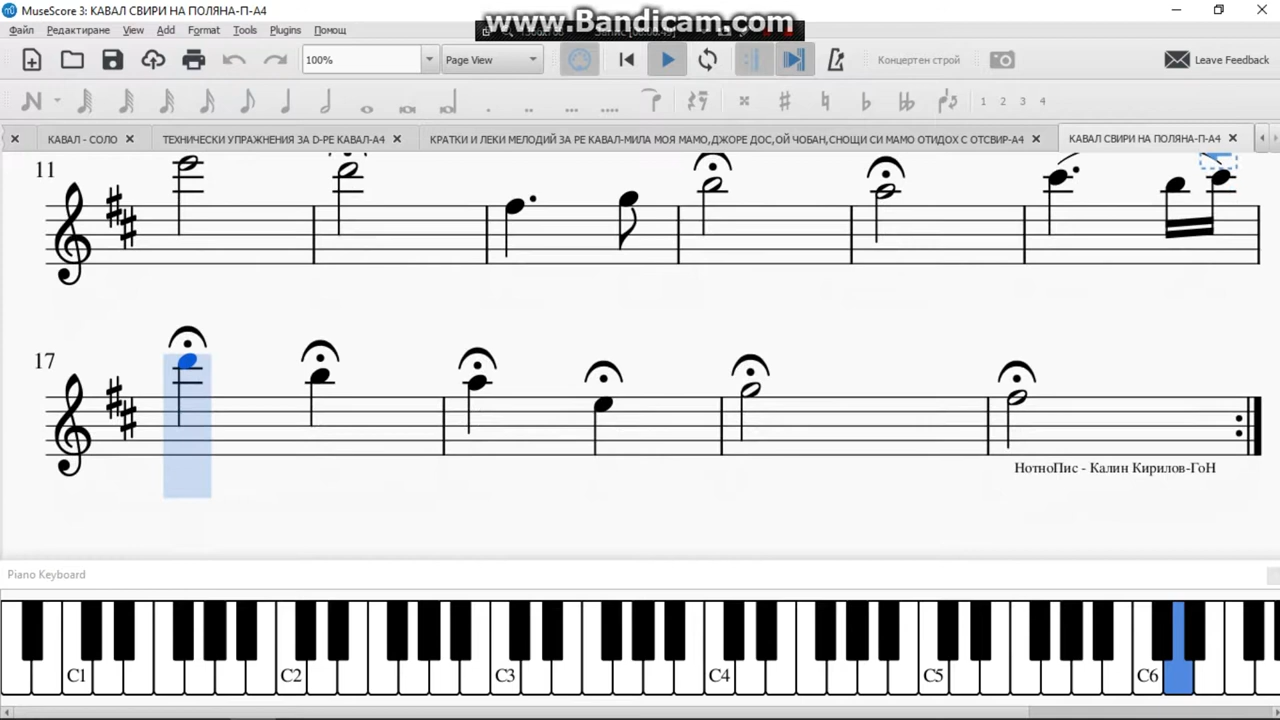 MuseScore 3: КАВАЛ СВИРИ НА ПОЛЯНА-П-А4
www.Bandicam.com
Файл Редактиране View Add Format Tools Plugins Помощ
100% Page View Концертен строй Leave Feedback
1 2 3 4
КАВАЛ - СОЛО ТЕХНИЧЕСКИ УПРАЖНЕНИЯ ЗА D-РЕ КАВАЛ-А4 КРАТКИ И ЛЕКИ МЕЛОДИЙ ЗА РЕ КАВАЛ-МИЛА МОЯ МАМО,ДЖОРЕ ДОС,ОЙ ЧОБАН,СНОЩИ СИ МАМО ОТИДОХ С ОТСВИР-А4 КАВАЛ СВИРИ НА ПОЛЯНА-П-А4
11
17
НотноПис - Калин Кирилов-ГоН
Piano Keyboard
C1 C2 C3 C4 C5 C6